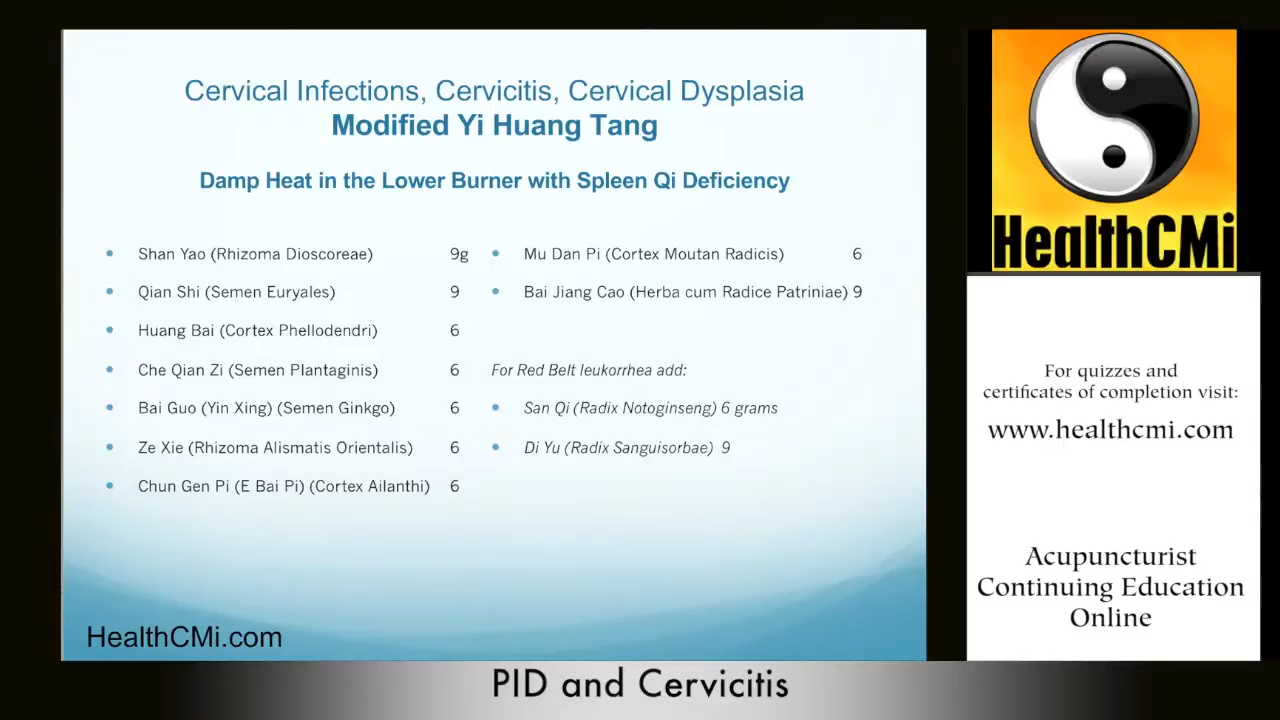 Cervical Infections, Cervicitis, Cervical Dysplasia
Modified Yi Huang Tang
Damp Heat in the Lower Burner with Spleen Qi Deficiency
Shan Yao (Rhizoma Dioscoreae) 9g
Qian Shi (Semen Euryales) 9
Huang Bai (Cortex Phellodendri) 6
Che Qian Zi (Semen Plantaginis) 6
Bai Guo (Yin Xing) (Semen Ginkgo) 6
Ze Xie (Rhizoma Alismatis Orientalis) 6
Chun Gen Pi (E Bai Pi) (Cortex Ailanthi) 6
Mu Dan Pi (Cortex Moutan Radicis) 6
Bai Jiang Cao (Herba cum Radice Patriniae) 9
For Red Belt leukorrhea add:
San Qi (Radix Notoginseng) 6 grams
Di Yu (Radix Sanguisorbae) 9
HealthCMi.com
HealthCMi
For quizzes and
certificates of completion visit:
www.healthcmi.com
Acupuncturist
Continuing Education
Online
PID and Cervicitis